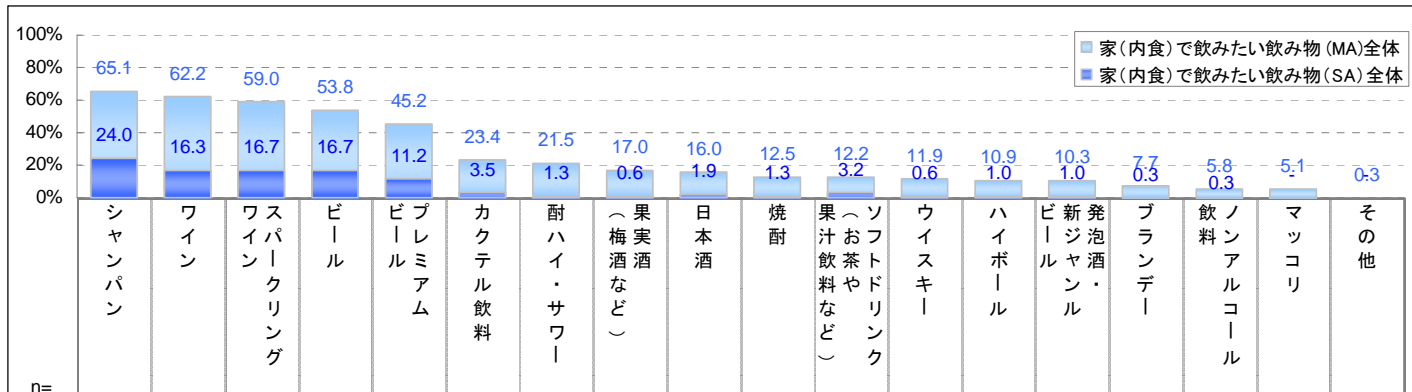 100%
80%
60%
40%
20%
0%
家(内食)で飲みたい飲み物(MA)全体
家(内食)で飲みたい飲み物(SA)全体
65.1
62.2
59.0
53.8
45.2
23.4
21.5
17.0
16.0
12.5
12.2
11.9
10.9
10.3
7.7
5.8
5.1
0.3
24.0
16.3
16.7
16.7
11.2
3.5
1.3
0.6
1.9
1.3
3.2
0.6
1.0
1.0
0.3
0.3
-
-
シャンパン
ワイン
スパークリング
ワイン
ビール
プレミアム
ビール
カクテル飲料
酎ハイ・サワー
果実酒
(梅酒など)
日本酒
焼酎
ソフトドリンク
(お茶や
果汁飲料など)
ウイスキー
ハイボール
発泡酒・
新ジャンル
ビール
ブランデー
ノンアルコール
飲料
マッコリ
その他
n=